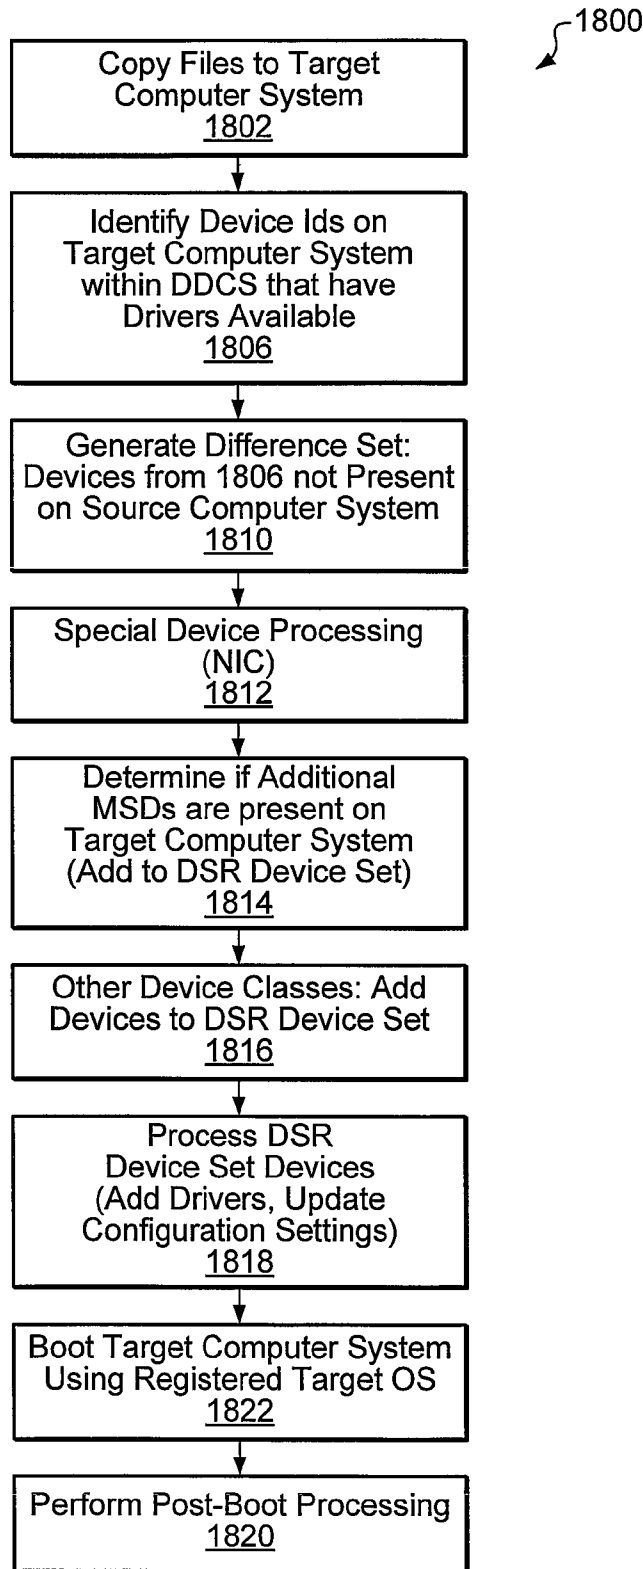 1800
Copy Files to Target
Computer System
1802
Identify Device Ids on
Target Computer System
within DDCS that have
Drivers Available
1806
Generate Difference Set:
Devices from 1806 not Present
on Source Computer System
1810
Special Device Processing
(NIC)
1812
Determine if Additional
MSDs are present on
Target Computer System
(Add to DSR Device Set)
1814
Other Device Classes: Add
Devices to DSR Device Set
1816
Process DSR
Device Set Devices
(Add Drivers, Update
Configuration Settings)
1818
Boot Target Computer System
Using Registered Target OS
1822
Perform Post-Boot Processing
1820